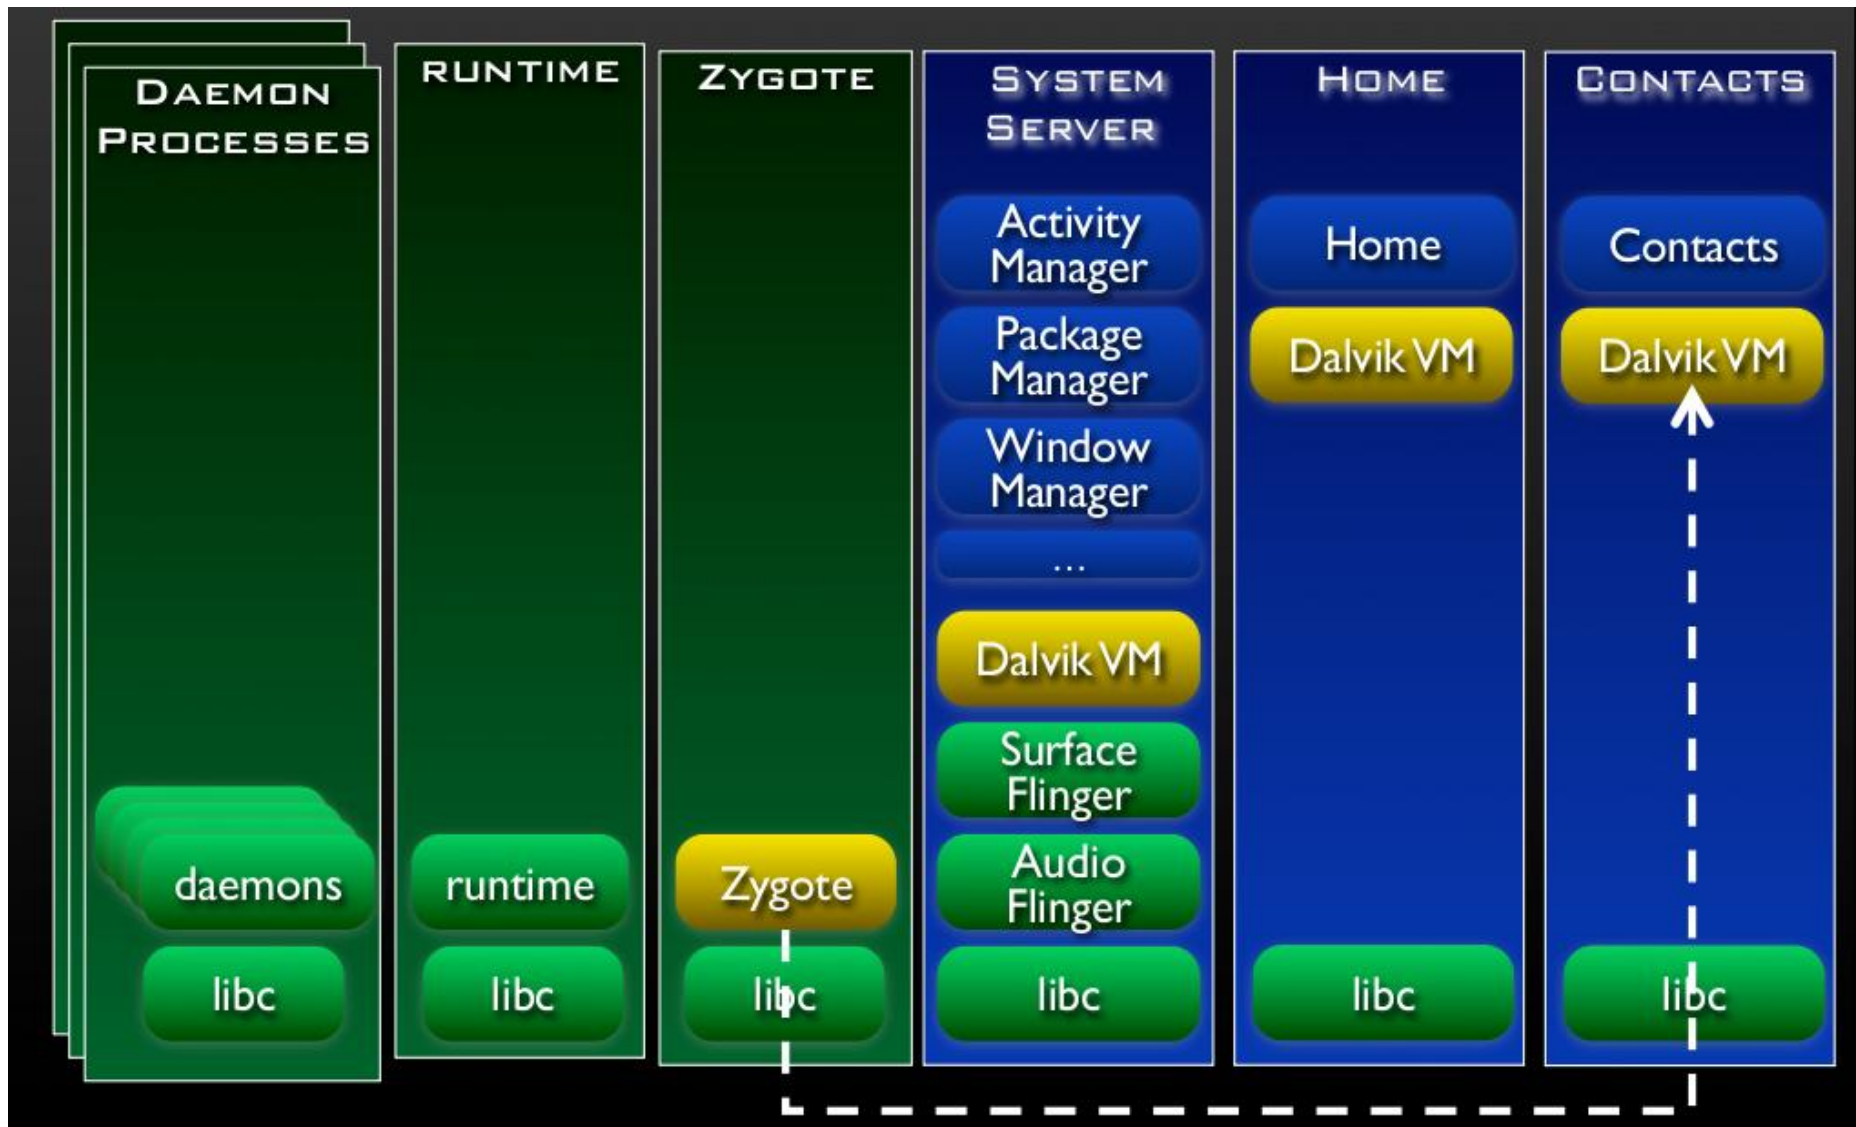 DAEMON
PROCESSES
RUNTIME
ZYGOTE
SYSTEM
SERVER
HOME
CONTACTS
daemons
libc
runtime
libc
Zygote
libc
Activity
Manager
Package
Manager
Window
Manager
...
Dalvik VM
Surface
Flinger
Audio
Flinger
libc
Home
Dalvik VM
libc
Contacts
Dalvik VM
libc